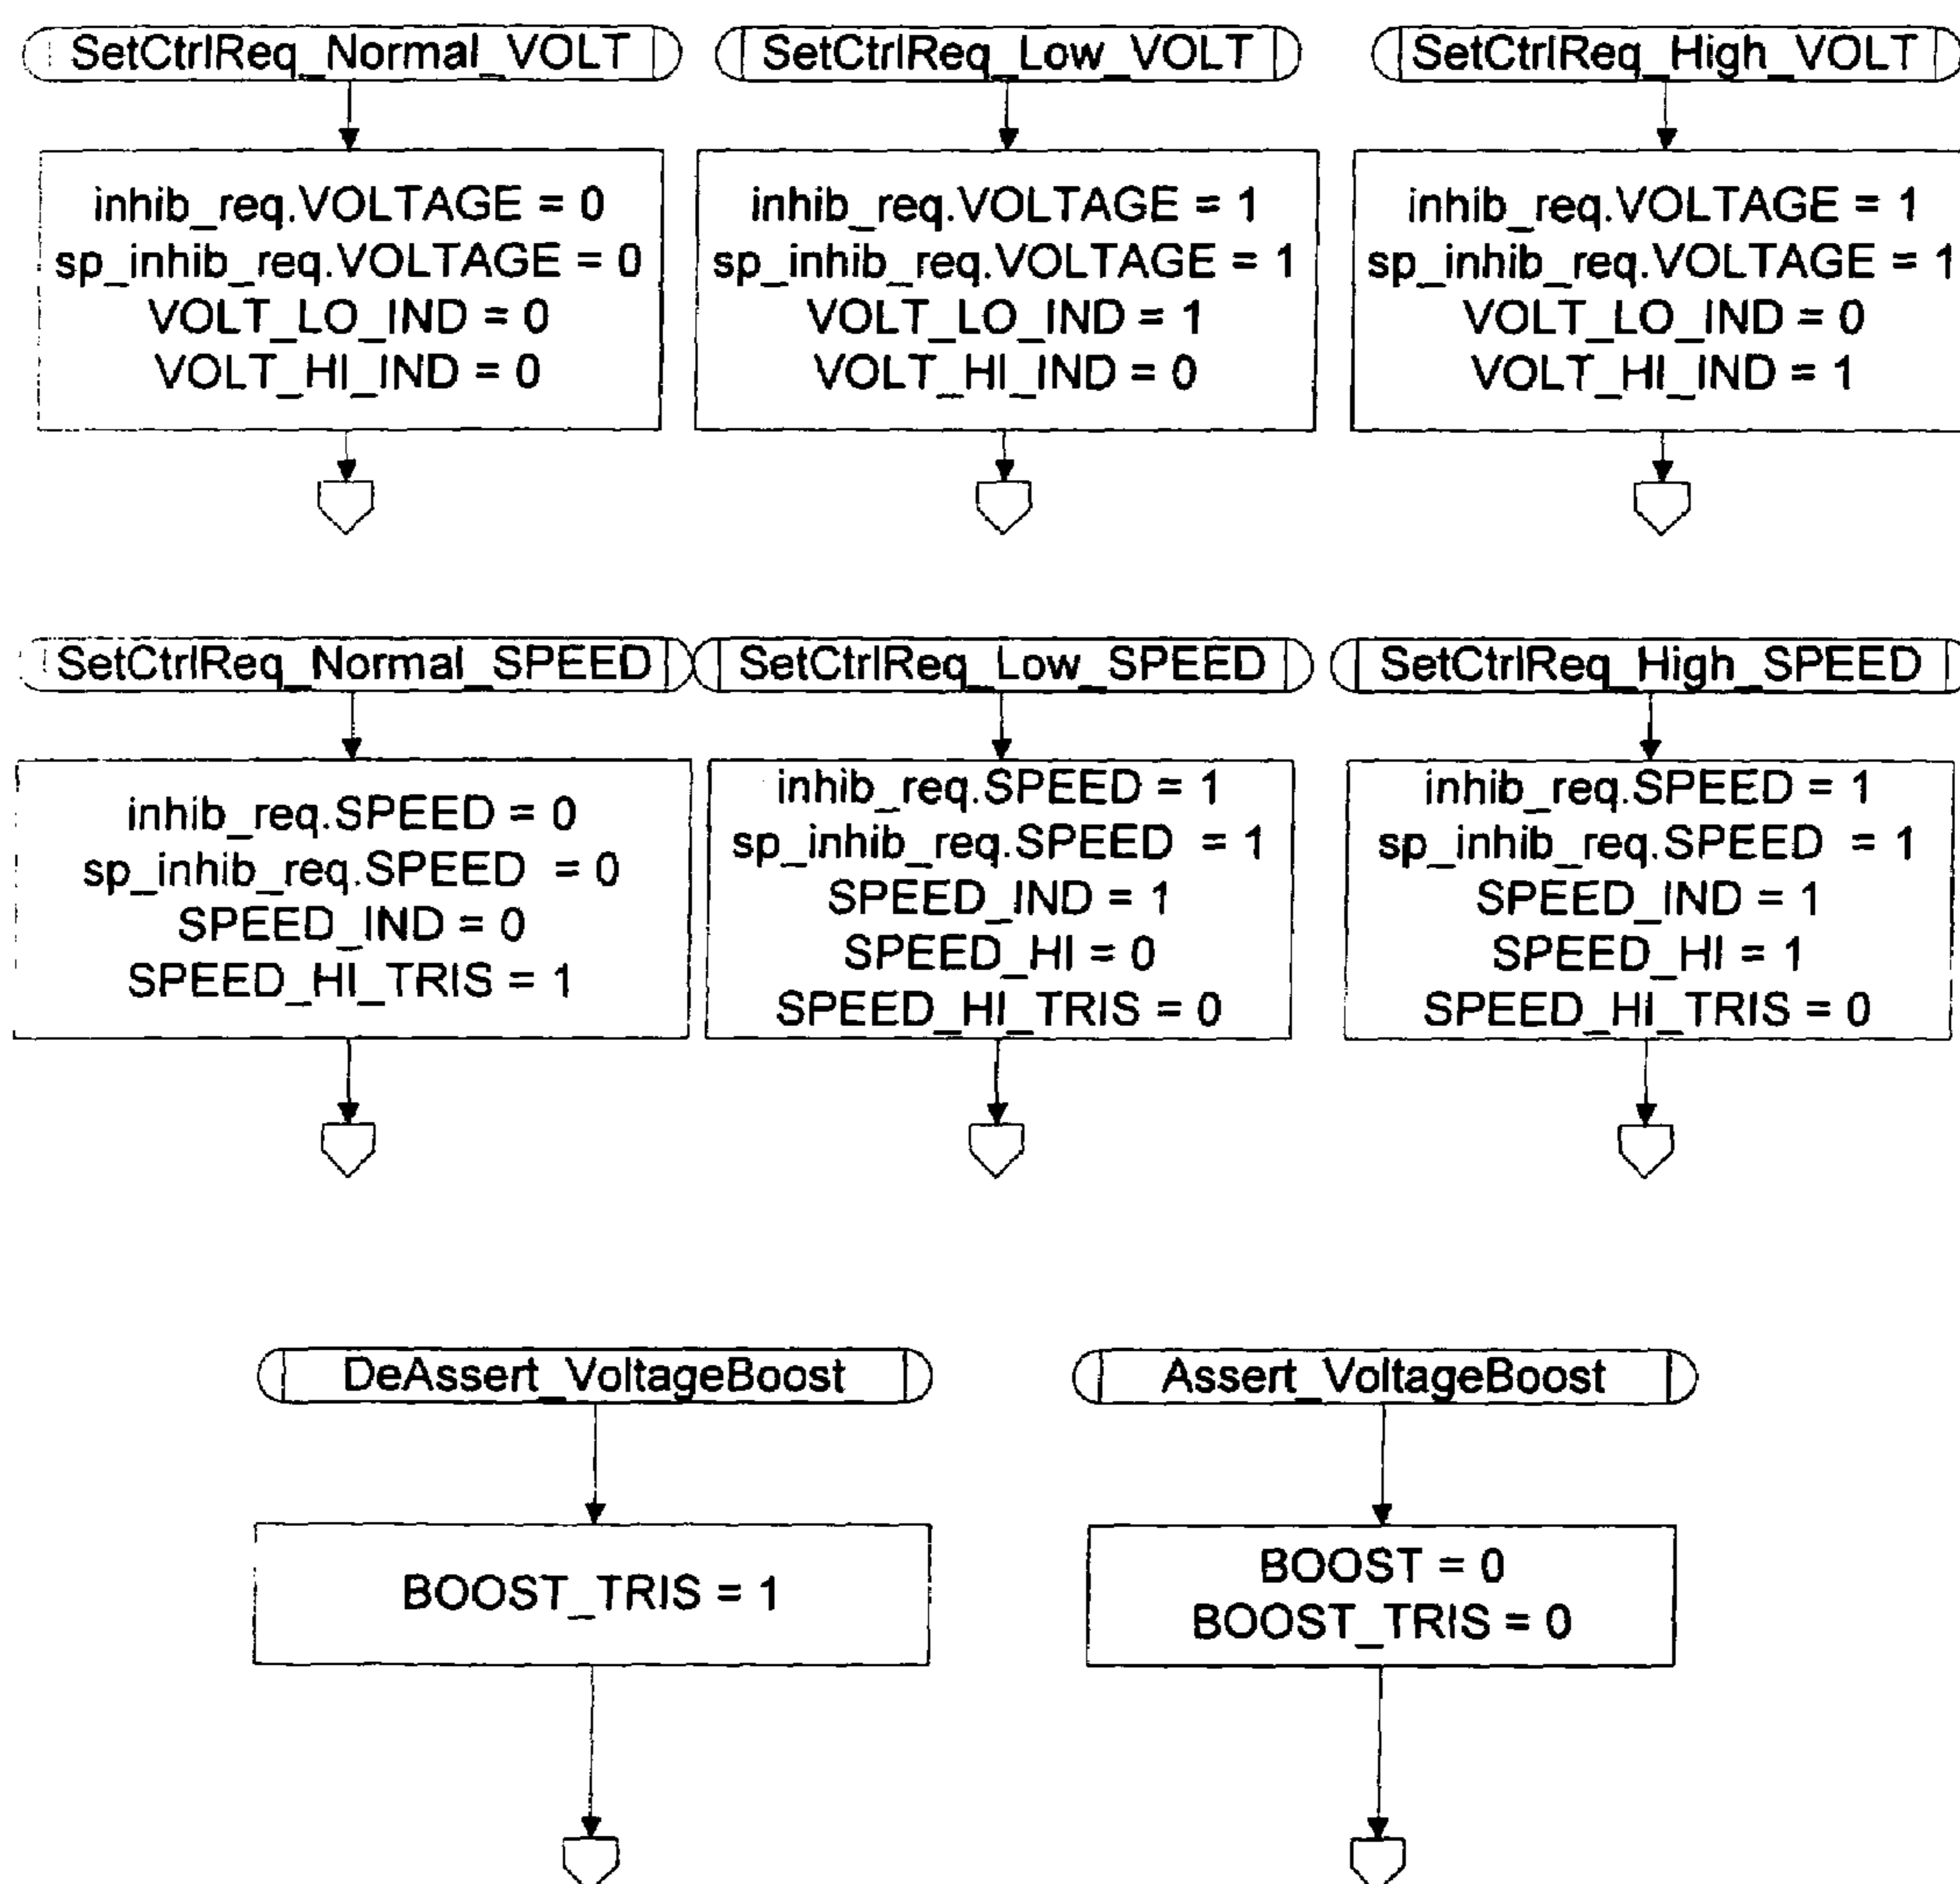 SetCtrlReq_Normal_VOLT
SetCtrlReq_Low_VOLT
SetCtrlReq_High_VOLT
inhib_req.VOLTAGE = 0
sp_inhib_req.VOLTAGE = 0
VOLT_LO_IND = 0
VOLT_HI_IND = 0
inhib_req.VOLTAGE = 1
sp_inhib_req.VOLTAGE = 1
VOLT_LO_IND = 1
VOLT_HI_IND = 0
inhib_req.VOLTAGE = 1
sp_inhib_req.VOLTAGE = 1
VOLT_LO_IND = 0
VOLT_HI_IND = 1
SetCtrlReq_Normal_SPEED
SetCtrlReq_Low_SPEED
SetCtrlReq_High_SPEED
inhib_req.SPEED = 0
sp_inhib_req.SPEED = 0
SPEED_IND = 0
SPEED_HI_TRIS = 1
inhib_req.SPEED = 1
sp_inhib_req.SPEED = 1
SPEED_IND = 1
SPEED_HI = 0
SPEED_HI_TRIS = 0
inhib_req.SPEED = 1
sp_inhib_req.SPEED = 1
SPEED_IND = 1
SPEED_HI = 1
SPEED_HI_TRIS = 0
DeAssert_VoltageBoost
Assert_VoltageBoost
BOOST_TRIS = 1
BOOST = 0
BOOST_TRIS = 0